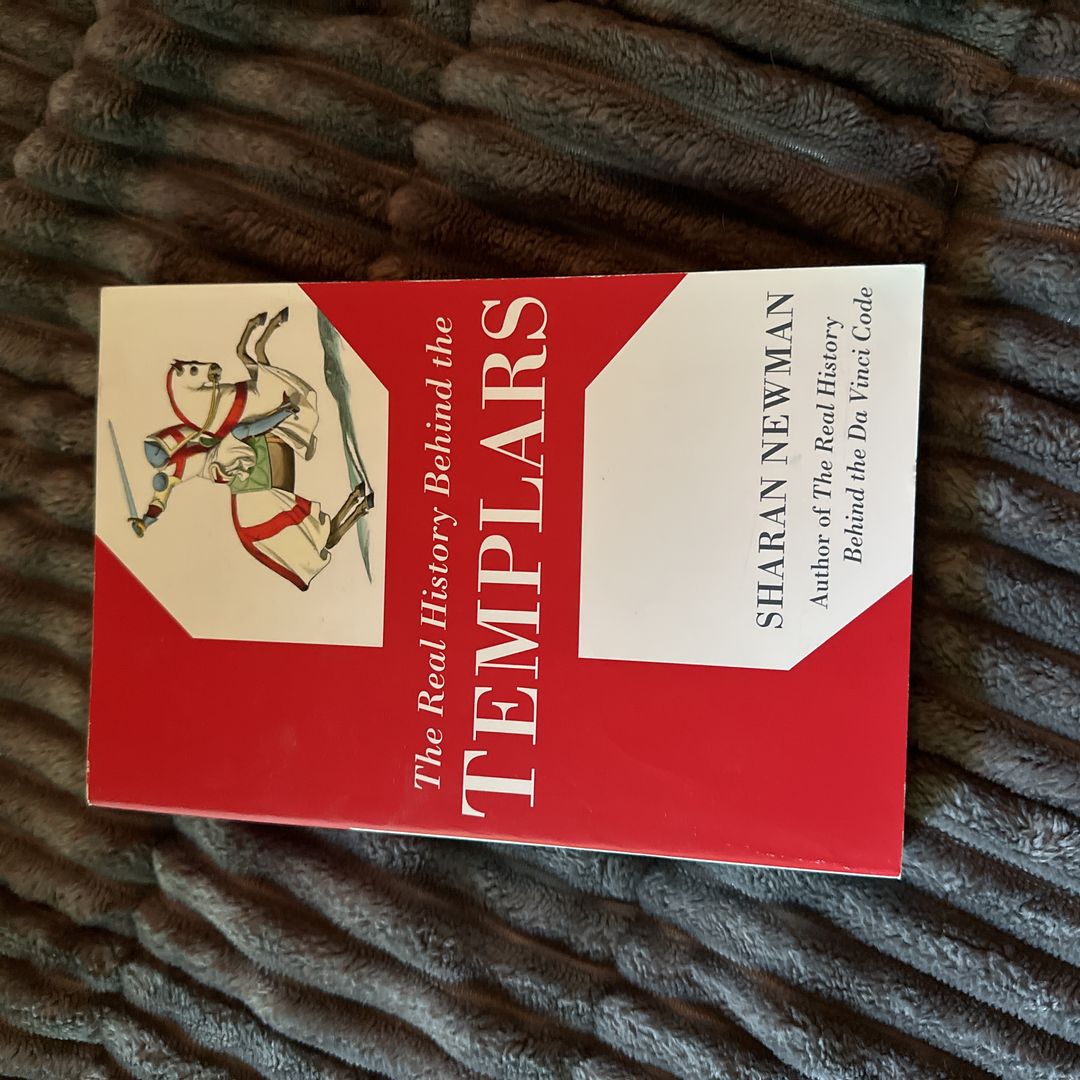 The Real History Behind the
TEMPLARS
SHARAN NEWMAN
Author of The Real History
Behind the Da Vinci Code